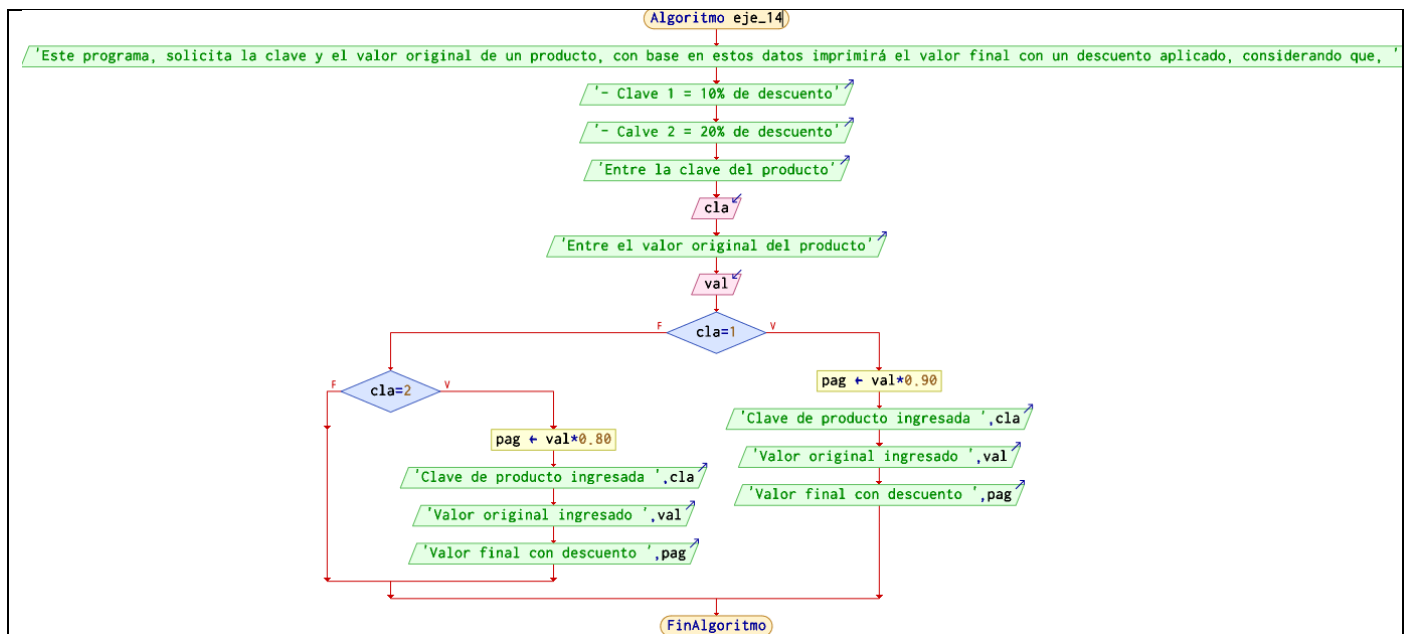 Algoritmo eje_14
'Este programa, solicita la clave y el valor original de un producto, con base en estos datos imprimirá el valor final con un descuento aplicado, considerando que, '
'- Clave 1 = 10% de descuento'
'- Calve 2 = 20% de descuento'
'Entre la clave del producto'
cla
'Entre el valor original del producto'
val
F cla=1 V
F cla=2 V
pag ← val*0.80
'Clave de producto ingresada ',cla
'Valor original ingresado ',val
'Valor final con descuento ',pag
pag ← val*0.90
'Clave de producto ingresada ',cla
'Valor original ingresado ',val
'Valor final con descuento ',pag
FinAlgoritmo